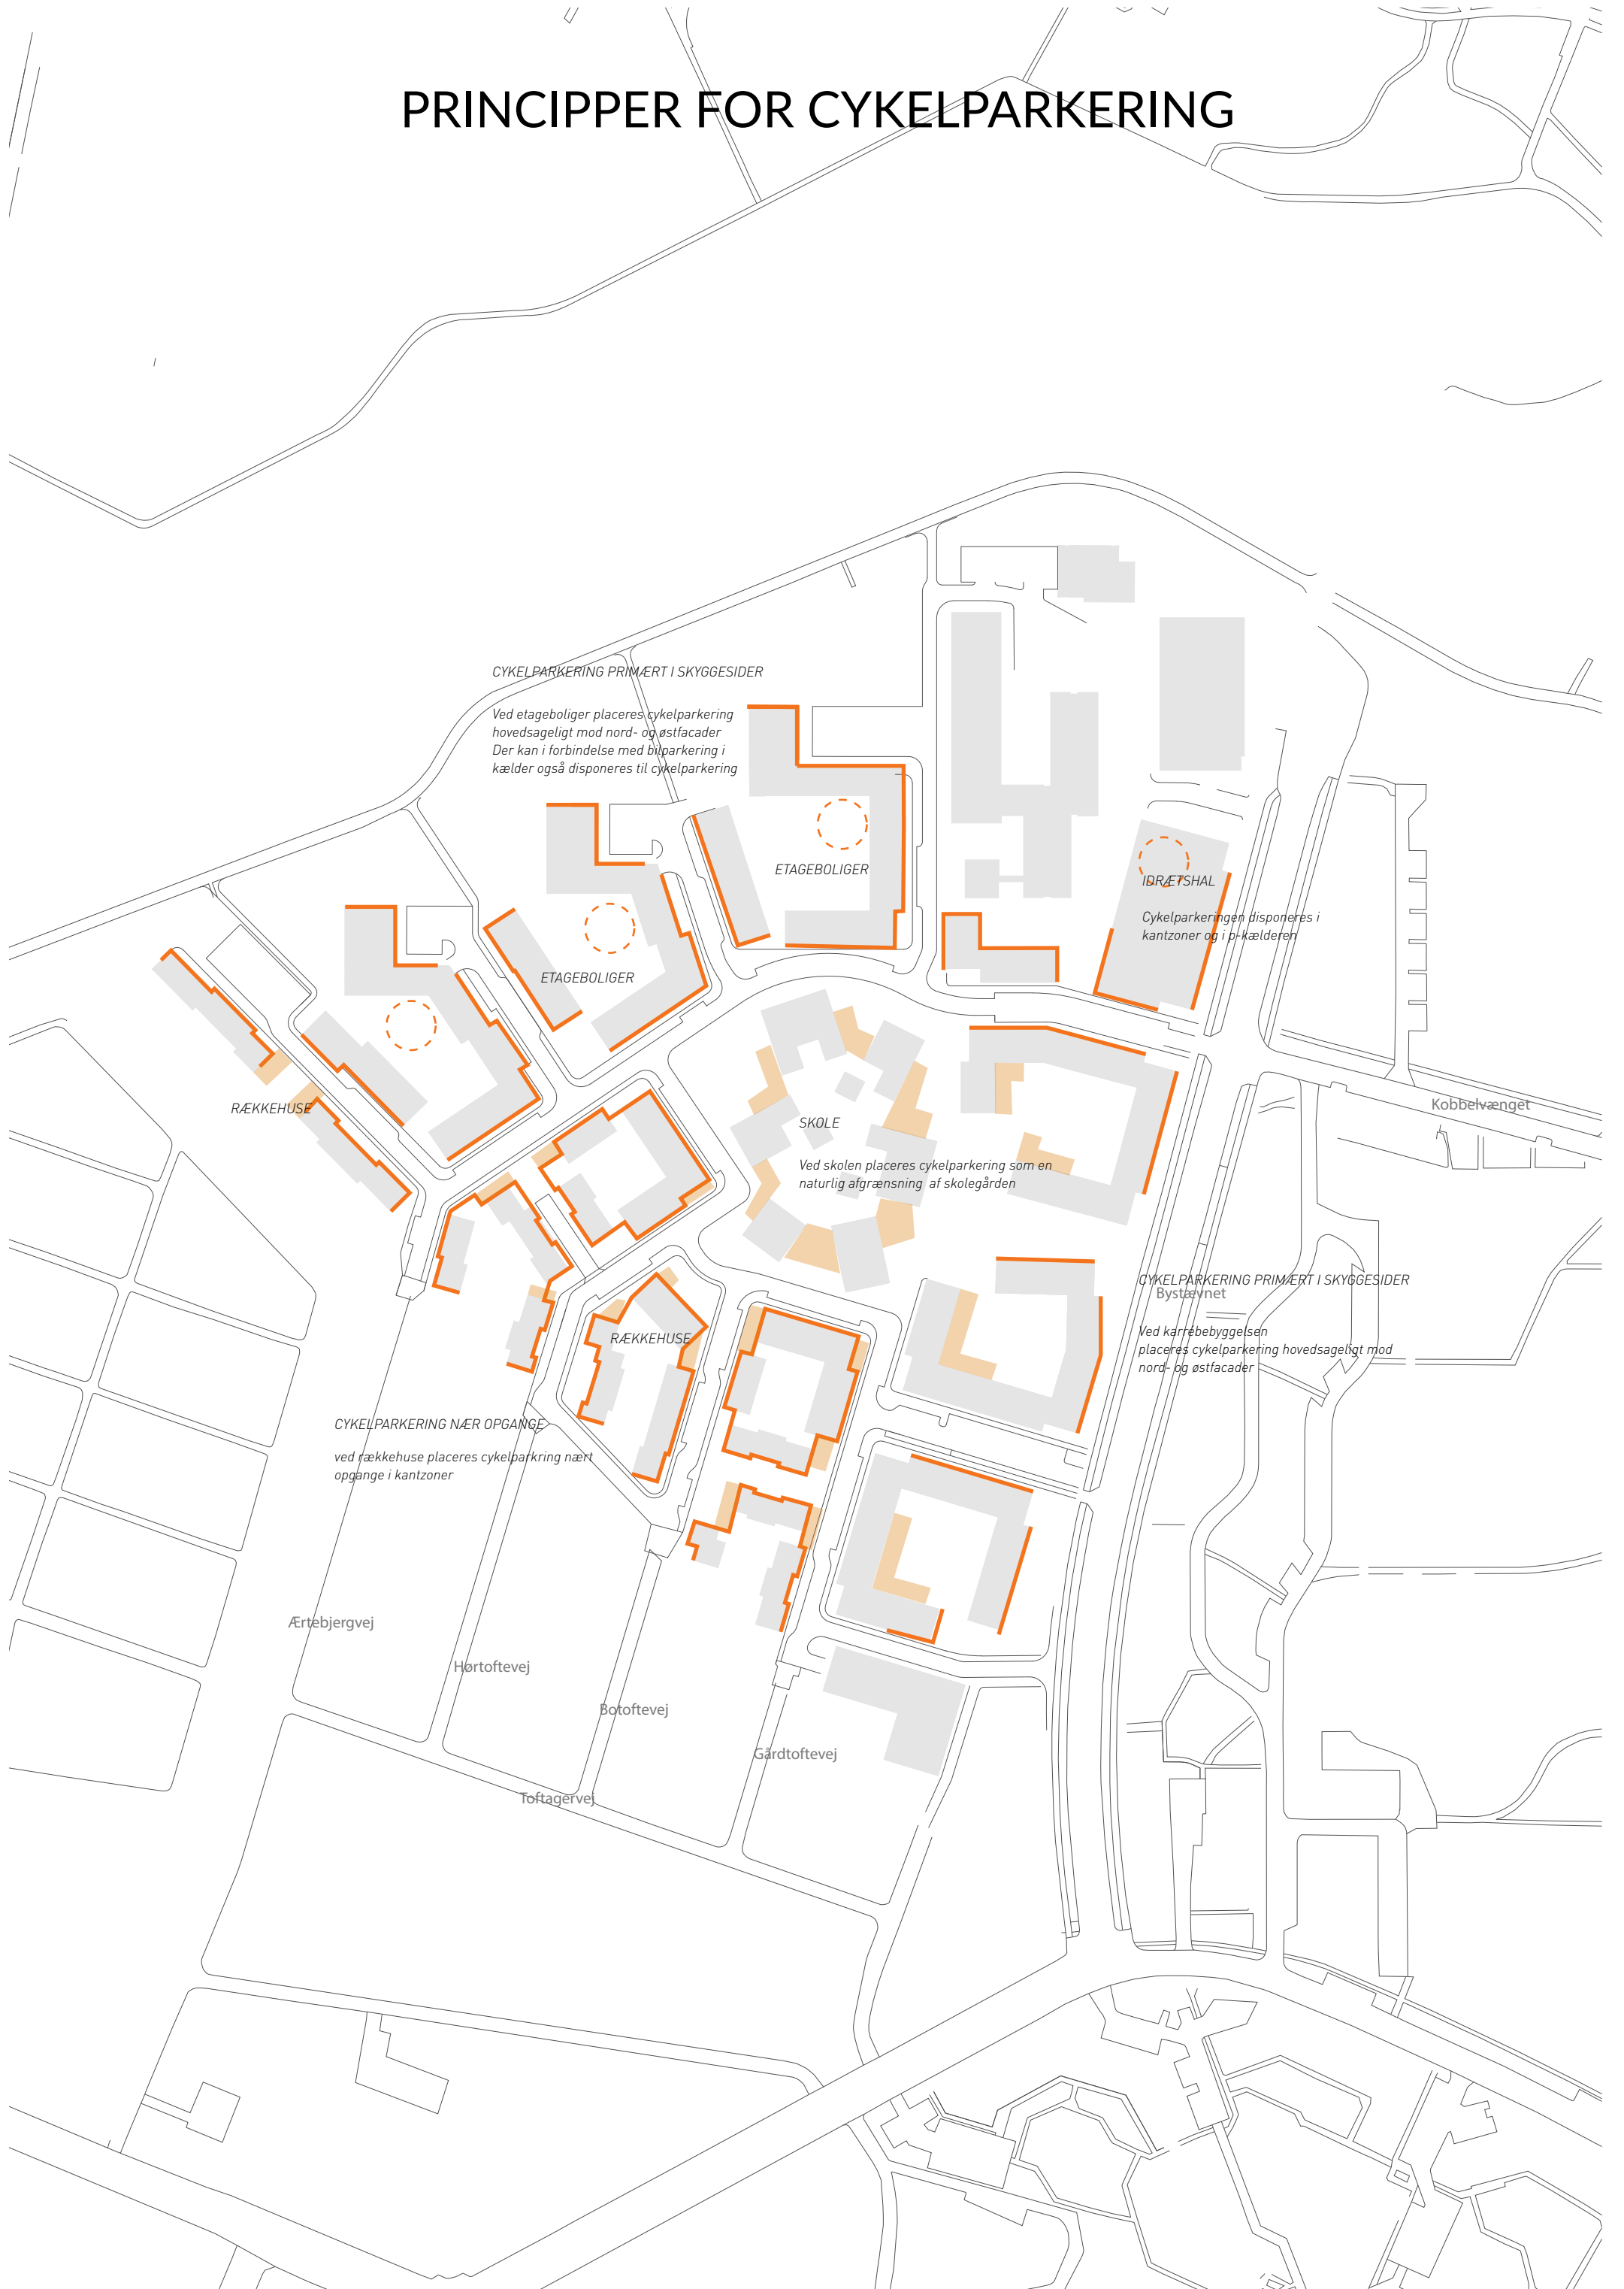 PRINCIPPER FOR CYKELPARKERING
CYKELPARKERING PRIMÆRT I SKYGGESIDER
Ved etageboliger placeres cykelparkering
hovedsageligt mod nord- og østfacader
Der kan i forbindelse med bilparkering i
kælder også disponeres til cykelparkering
ETAGEBOLIGER
IDRÆTSHAL
Cykelparkeringen disponeres i
kantzoner og i p-kælderen
ETAGEBOLIGER
RÆKKEHUSE
Kobbelvænget
SKOLE
Ved skolen placeres cykelparkering som en
naturlig afgrænsning af skolegården
CYKELPARKERING PRIMÆRT I SKYGGESIDER
Bystævnet
Ved karrébebyggelsen
placeres cykelparkering hovedsageligt mod
nord- og østfacader
RÆKKEHUSE
CYKELPARKERING NÆR OPGANGE
ved rækkehuse placeres cykelparkring nært
opgange i kantzoner
Ærtebjergvej
Hørtoftevej
Botoftevej
Gårdtoftevej
Toftagervej